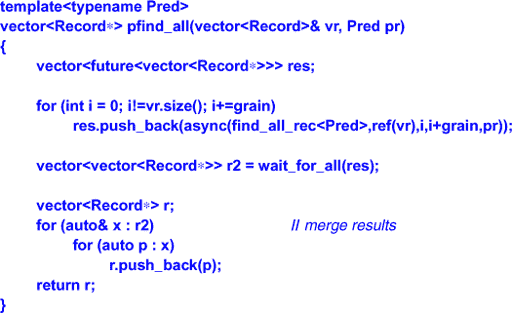 template<typename Pred>
vector<Record*> pfind_all(vector<Record>& vr, Pred pr)
{
vector<future<vector<Record*>>> res;
for (int i = 0; i!=vr.size(); i+=grain)
res.push_back(async(find_all_rec<Pred>,ref(vr),i,i+grain,pr));
vector<vector<Record*>> r2 = wait_for_all(res);
vector<Record*> r;
for (auto& x : r2) // merge results
for (auto p : x)
r.push_back(p);
return r;
}